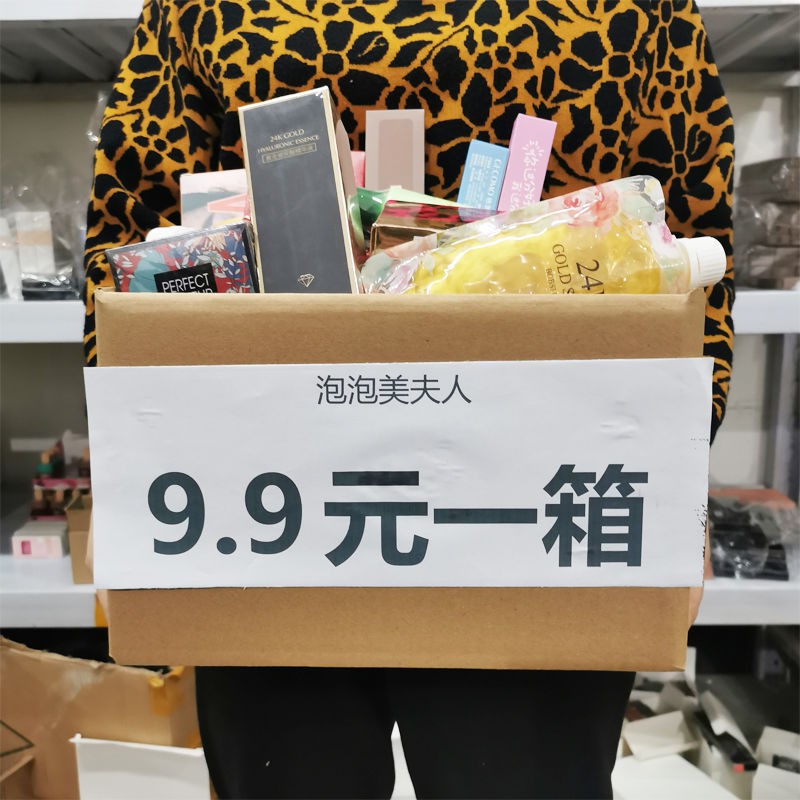 24K GOLD
HYALURONIC ESSENCE
PERFECT
24K
GOLD S
泡泡美夫人
9.9元一箱